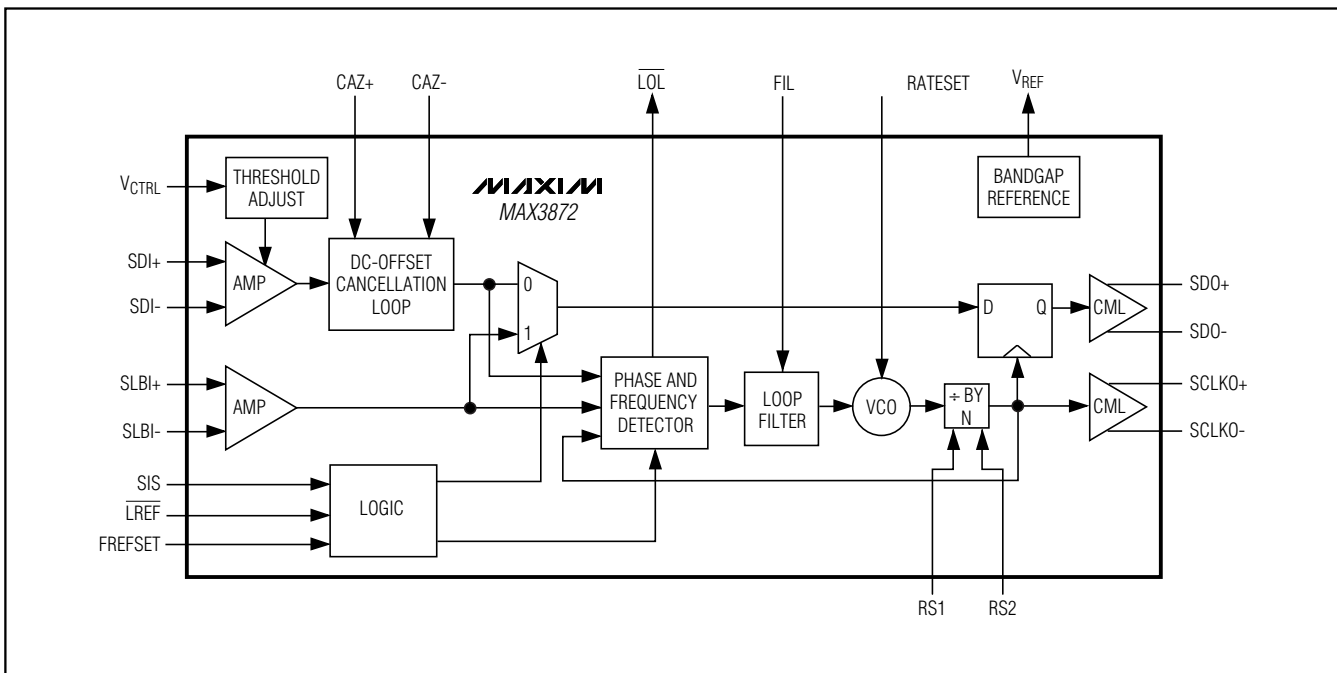 CAZ+ CAZ- LOL FIL RATESET VREF
VCTRL
THRESHOLD
ADJUST
MAXIM
MAX3872
BANDGAP
REFERENCE
SDI+
SDI-
AMP
DC-OFFSET
CANCELLATION
LOOP
0
1
D Q
CML
SDO+
SDO-
SLBI+
SLBI-
AMP
PHASE AND
FREQUENCY
DETECTOR
LOOP
FILTER
VCO
÷ BY
N
CML
SCLKO+
SCLKO-
SIS
LREF
FREFSET
LOGIC
RS1 RS2